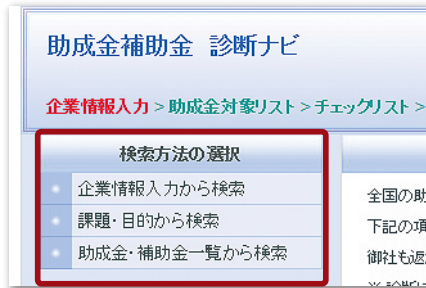 助成金補助金 診断ナビ
企業情報入力 > 助成金対象リスト > チェックリスト >
検索方法の選択
企業情報入力から検索
課題・目的から検索
助成金・補助金一覧から検索
全国の助
下記の項
御社も返